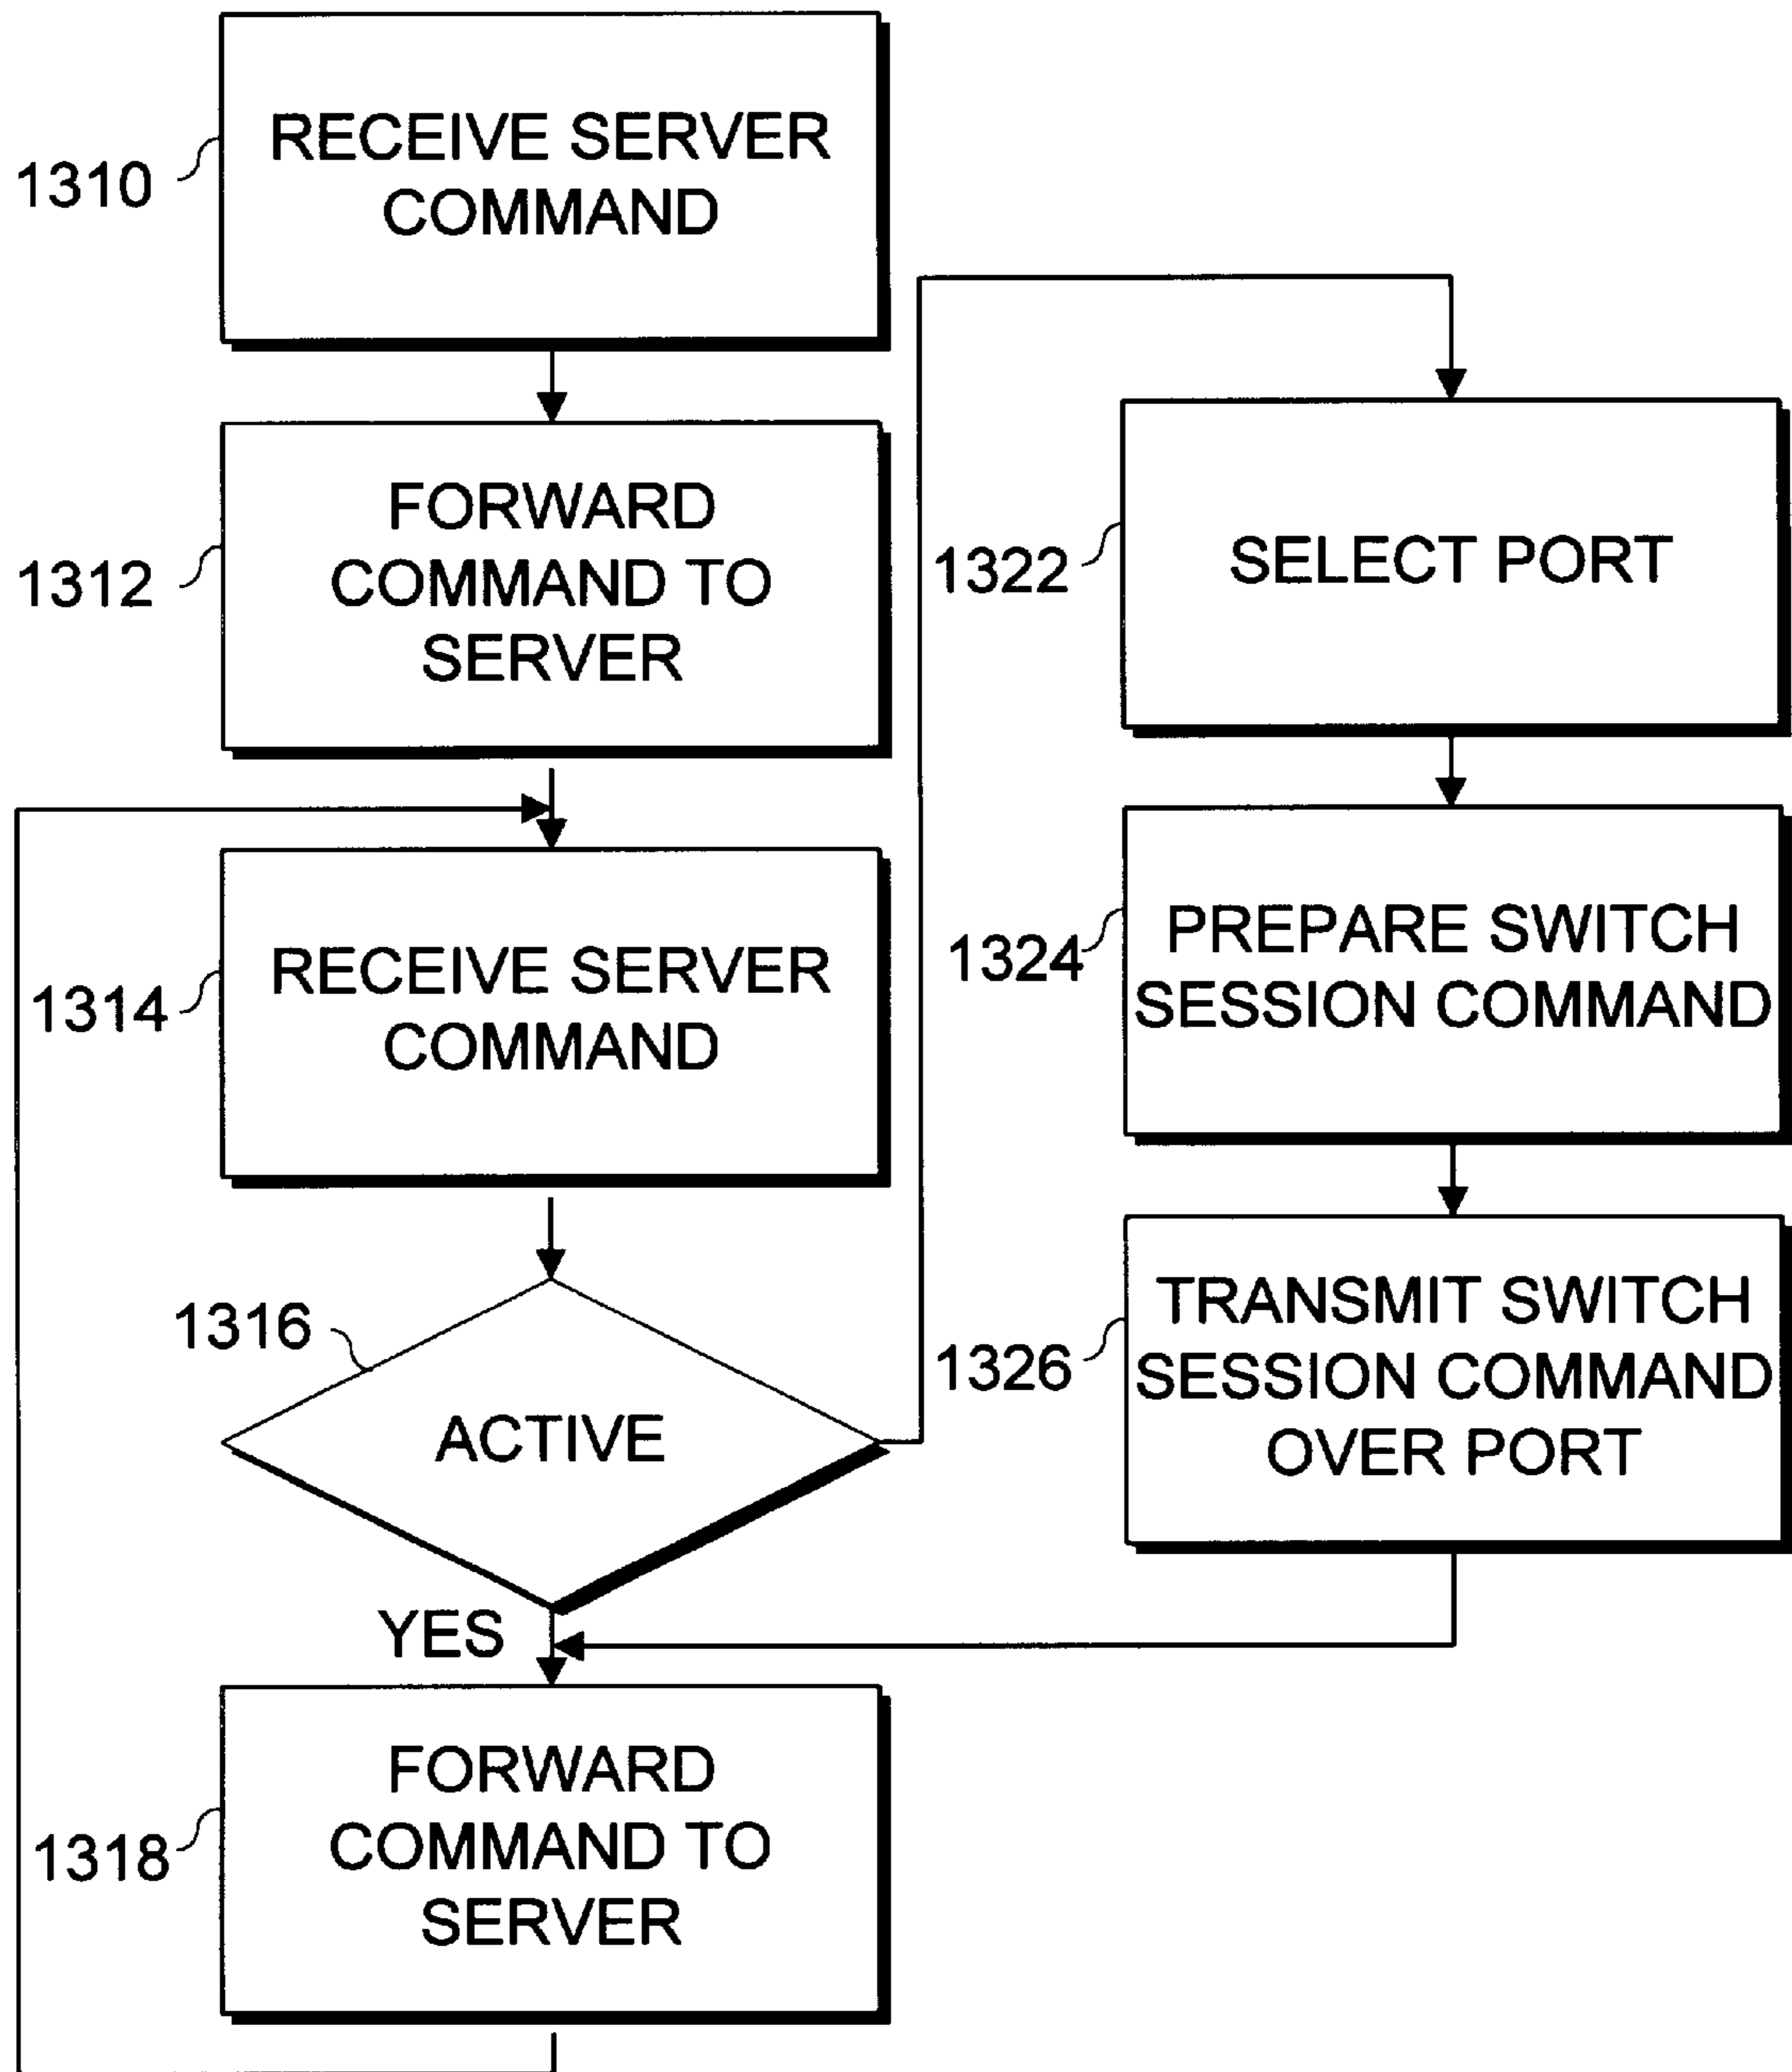 1310
RECEIVE SERVER
COMMAND
1312
FORWARD
COMMAND TO
SERVER
1314
RECEIVE SERVER
COMMAND
1316
ACTIVE
YES
1318
FORWARD
COMMAND TO
SERVER
1322
SELECT PORT
1324
PREPARE SWITCH
SESSION COMMAND
1326
TRANSMIT SWITCH
SESSION COMMAND
OVER PORT